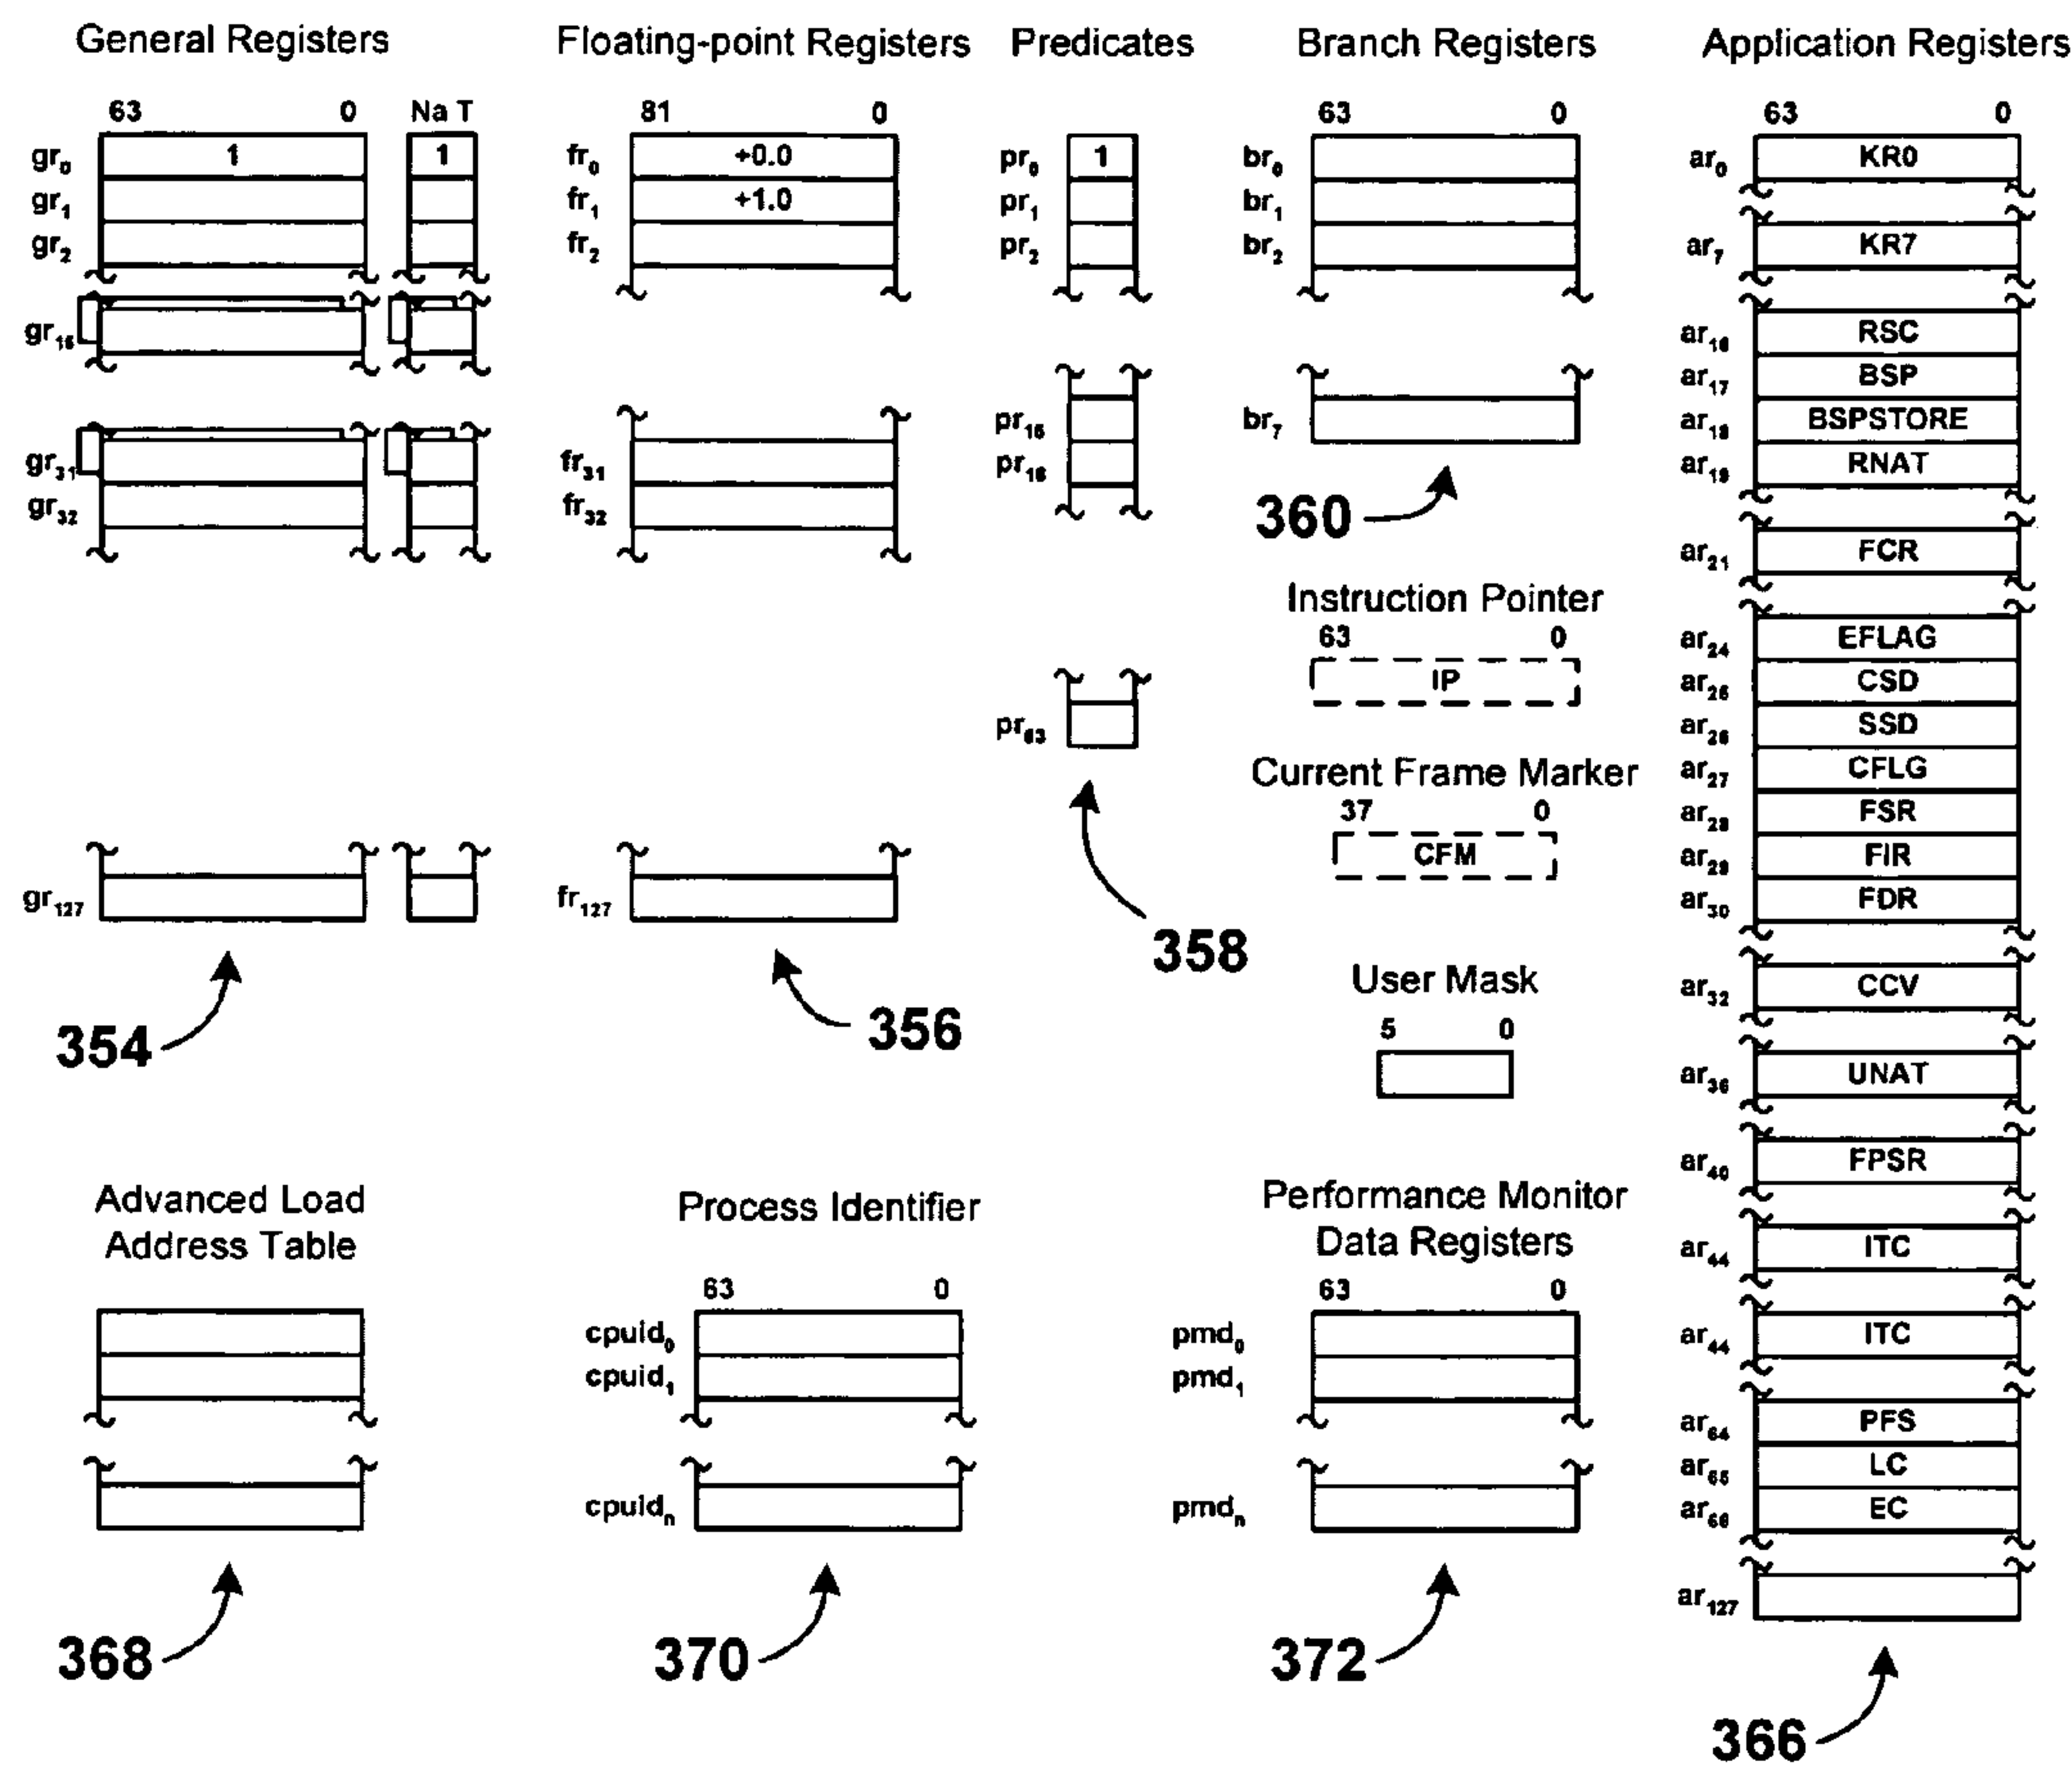 General Registers
63 0 Na T
gr0 1 1
gr1
gr2
gr16
gr31
gr32
gr127
354
Floating-point Registers
81 0
fr0 +0.0
fr1 +1.0
fr2
fr31
fr32
fr127
356
Predicates
pr0 1
pr1
pr2
pr15
pr16
pr63
358
Branch Registers
63 0
br0
br1
br2
br7
360
Instruction Pointer
63 0
IP
Current Frame Marker
37 0
CFM
User Mask
5 0
Application Registers
63 0
ar0 KR0
ar7 KR7
ar16 RSC
ar17 BSP
ar18 BSPSTORE
ar19 RNAT
ar21 FCR
ar24 EFLAG
ar25 CSD
ar26 SSD
ar27 CFLG
ar28 FSR
ar29 FIR
ar30 FDR
ar32 CCV
ar36 UNAT
ar40 FPSR
ar44 ITC
ar44 ITC
ar64 PFS
ar65 LC
ar66 EC
ar127
366
Advanced Load
Address Table
368
Process Identifier
63 0
cpuid0
cpuid1
cpuidn
370
Performance Monitor
Data Registers
63 0
pmd0
pmd1
pmdn
372